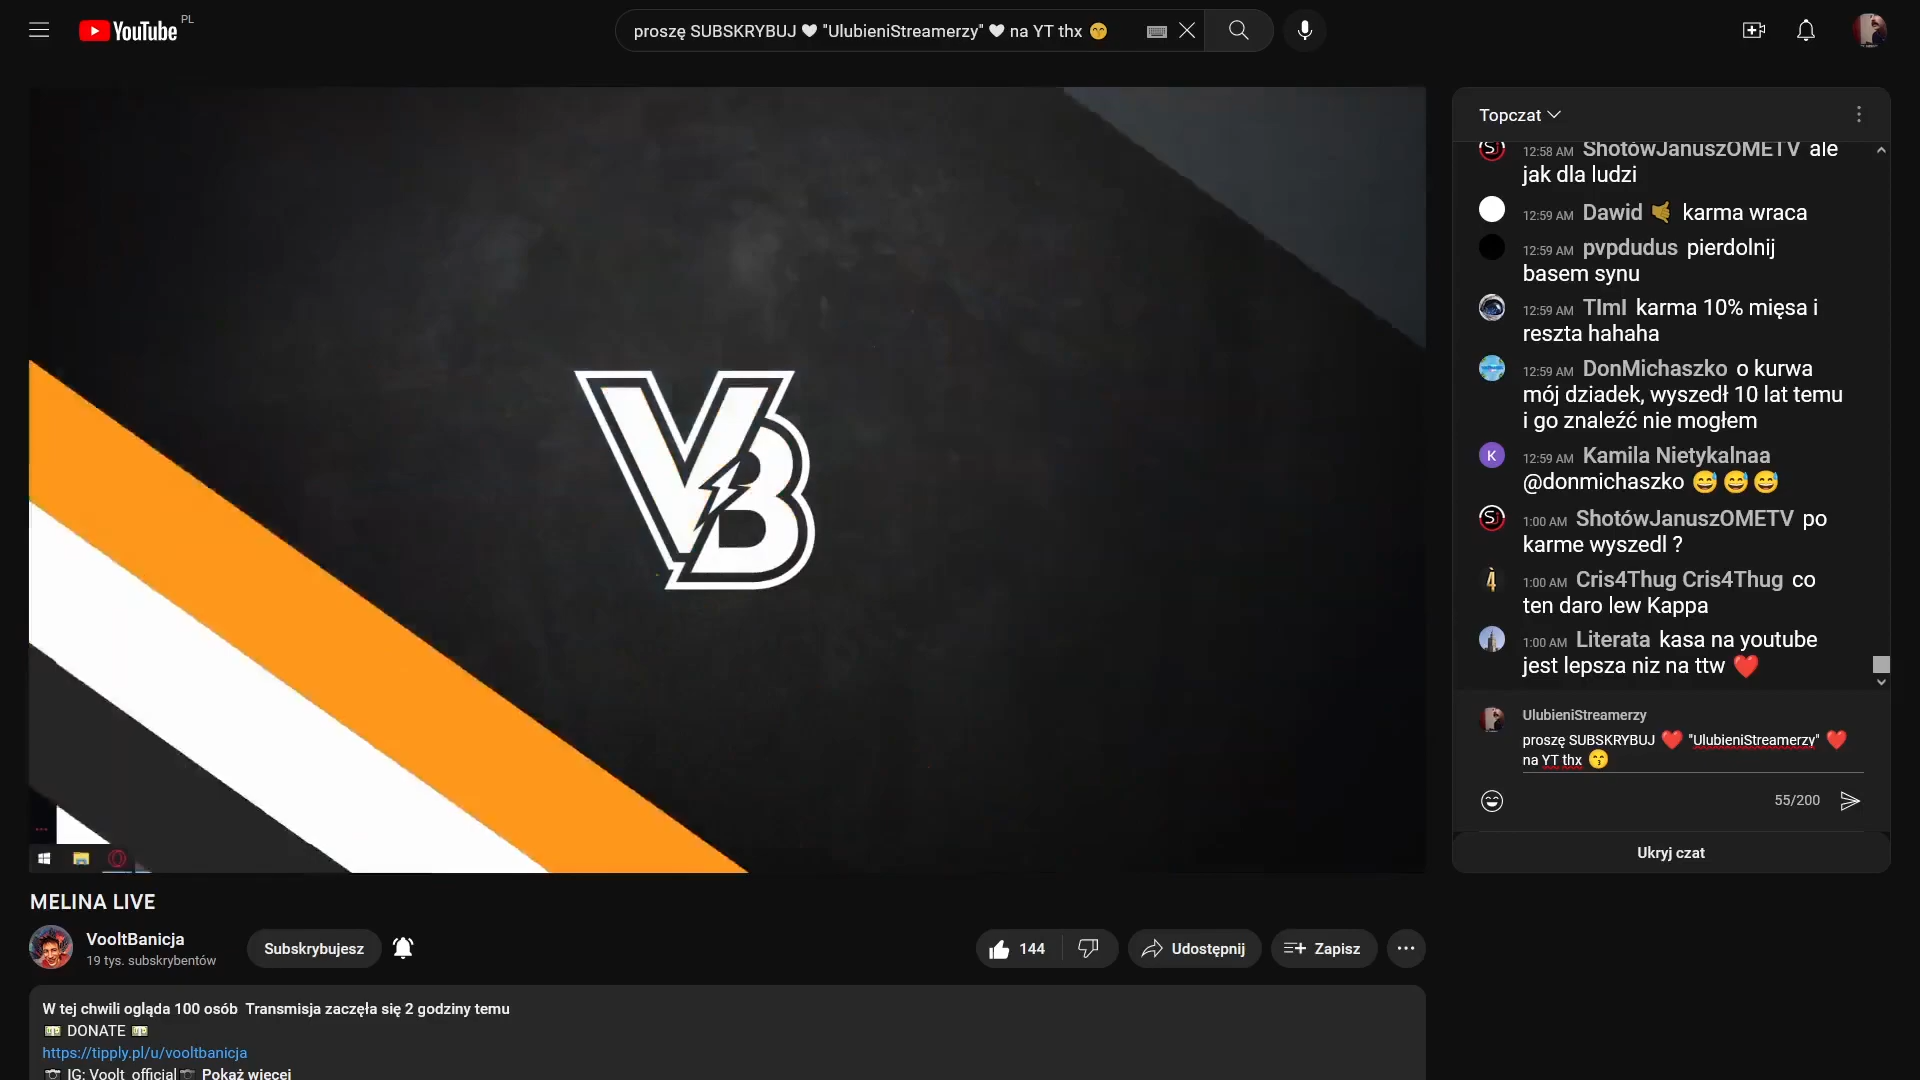 YouTube PL
proszę SUBSKRYBUJ 🤍 "UlubieniStreamerzy" 🤍 na YT thx 😙
Topczat
12:58 AM ShotówJanuszOMETV ale
jak dla ludzi
12:59 AM Dawid 🤙 karma wraca
12:59 AM pvpdudus pierdolnij
basem synu
12:59 AM TImI karma 10% mięsa i
reszta hahaha
12:59 AM DonMichaszko o kurwa
mój dziadek, wyszedł 10 lat temu
i go znaleźć nie mogłem
K
12:59 AM Kamila Nietykalnaa
@donmichaszko 😅 😅 😅
1:00 AM ShotówJanuszOMETV po
karme wyszedl ?
1:00 AM Cris4Thug Cris4Thug co
ten daro lew Kappa
1:00 AM Literata kasa na youtube
jest lepsza niz na ttw ❤️
UlubieniStreamerzy
proszę SUBSKRYBUJ ❤️ "UlubieniStreamerzy" ❤️
na YT thx 😙
55/200
Ukryj czat
VB
MELINA LIVE
VooltBanicja
19 tys. subskrybentów
Subskrybujesz
144
Udostępnij
Zapisz
W tej chwili ogląda 100 osób Transmisja zaczęła się 2 godziny temu
💵 DONATE 💵
https://tipply.pl/u/vooltbanicja
📷 IG: Voolt_official 📷 Pokaż więcej